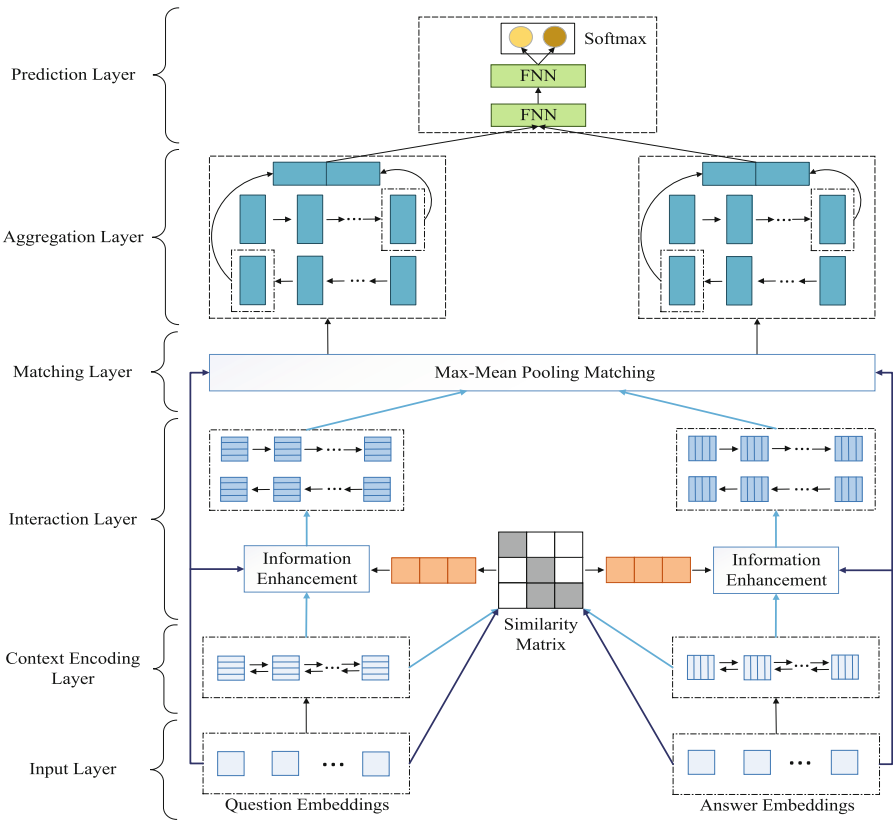 Prediction Layer
Softmax
FNN
FNN
Aggregation Layer
Matching Layer
Max-Mean Pooling Matching
Interaction Layer
Information
Enhancement
Information
Enhancement
Similarity
Matrix
Context Encoding
Layer
Input Layer
Question Embeddings
Answer Embeddings